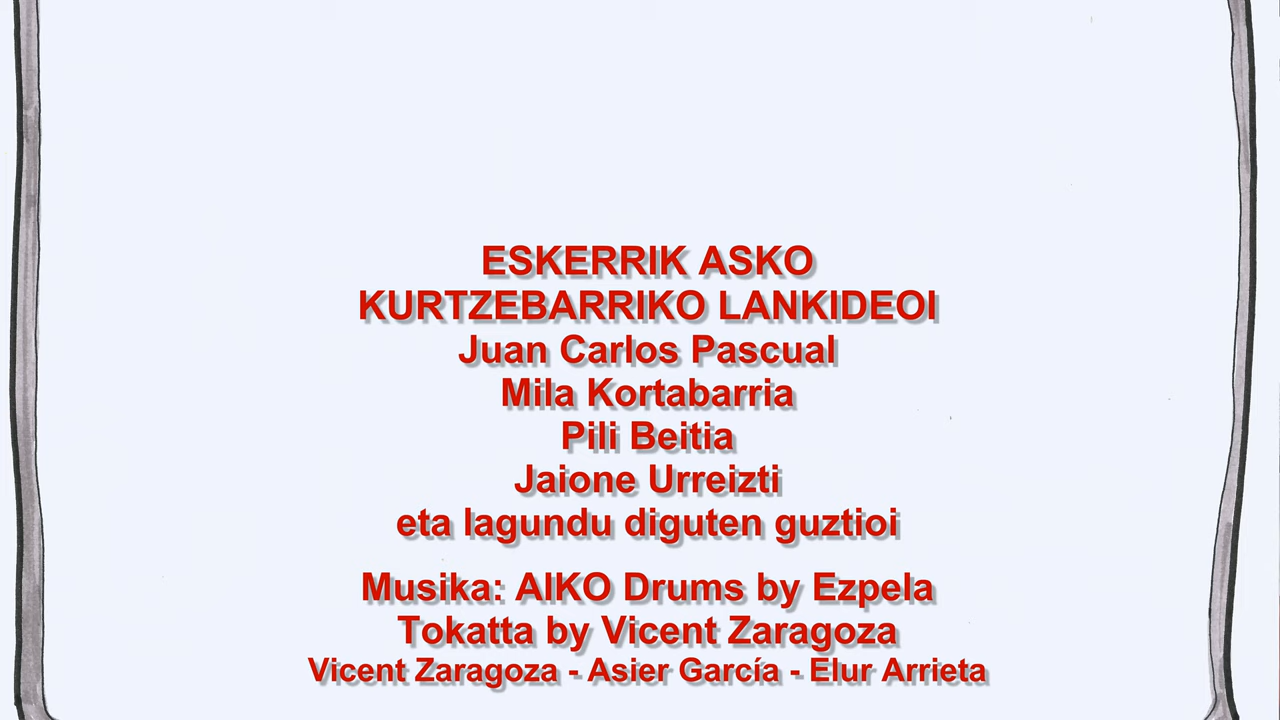 ESKERRIK ASKO
KURTZEBARRIKO LANKIDEOI
Juan Carlos Pascual
Mila Kortabarria
Pili Beitia
Jaione Urreizti
eta lagundu diguten guztioi
Musika: AIKO Drums by Ezpela
Tokatta by Vicent Zaragoza
Vicent Zaragoza - Asier García - Elur Arrieta